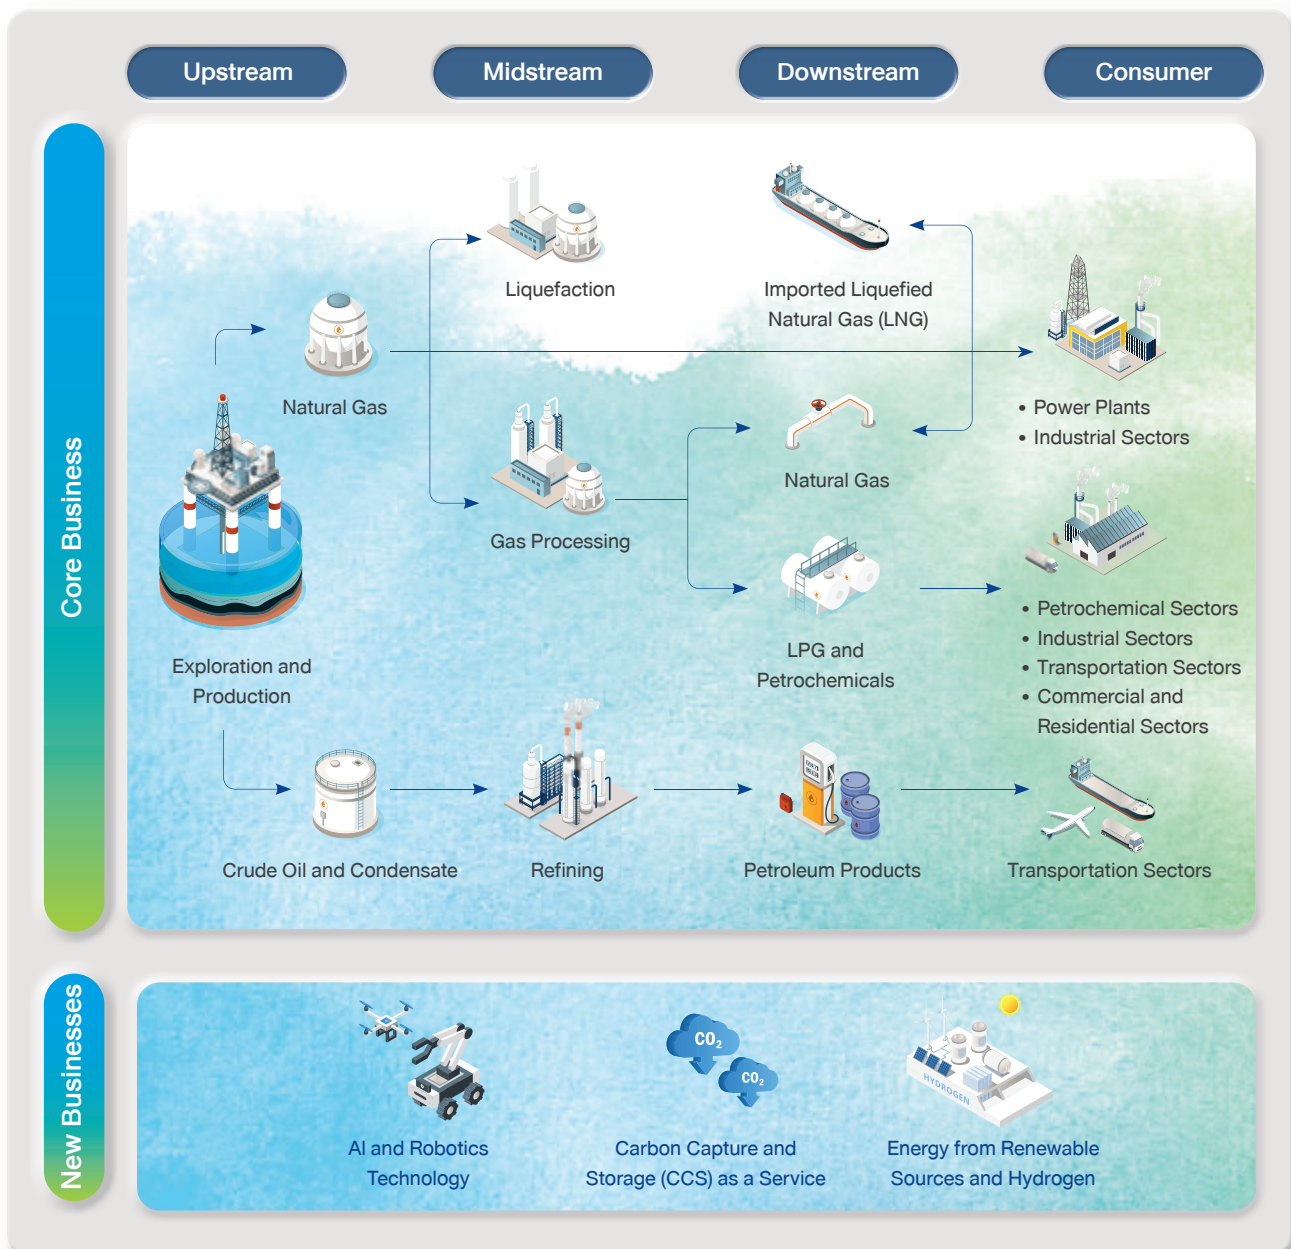 Upstream
Midstream
Downstream
Consumer
Core Business
Liquefaction
Imported Liquefied
Natural Gas (LNG)
Natural Gas
• Power Plants
• Industrial Sectors
Natural Gas
Gas Processing
Exploration and
Production
LPG and
Petrochemicals
• Petrochemical Sectors
• Industrial Sectors
• Transportation Sectors
• Commercial and
Residential Sectors
Crude Oil and Condensate
Refining
Petroleum Products
Transportation Sectors
New Businesses
CO₂
CO₂
HYDROGEN
AI and Robotics
Technology
Carbon Capture and
Storage (CCS) as a Service
Energy from Renewable
Sources and Hydrogen